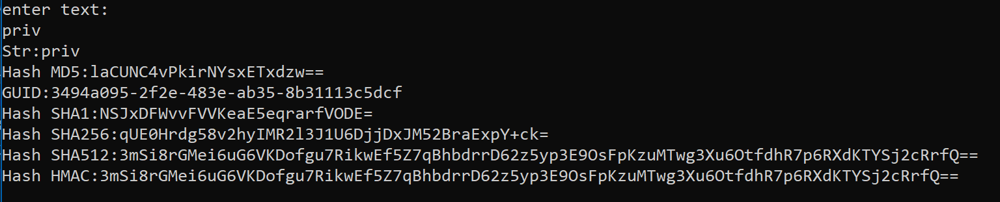 enter text:
priv
Str:priv
Hash MD5:laCUNC4vPkirNYsxETxdzw==
GUID:3494a095-2f2e-483e-ab35-8b31113c5dcf
Hash SHA1:NSJxDFWvvFVVKeaE5eqrarfVODE=
Hash SHA256:qUE0Hrdg58v2hyIMR2l3J1U6DjjDxJM52BraExpY+ck=
Hash SHA512:3mSi8rGMei6uG6VKDofgu7RikwEf5Z7qBhbdrrD62z5yp3E9OsFpKzuMTwg3Xu6OtfdhR7p6RXdKTYSj2cRrfQ==
Hash HMAC:3mSi8rGMei6uG6VKDofgu7RikwEf5Z7qBhbdrrD62z5yp3E9OsFpKzuMTwg3Xu6OtfdhR7p6RXdKTYSj2cRrfQ==